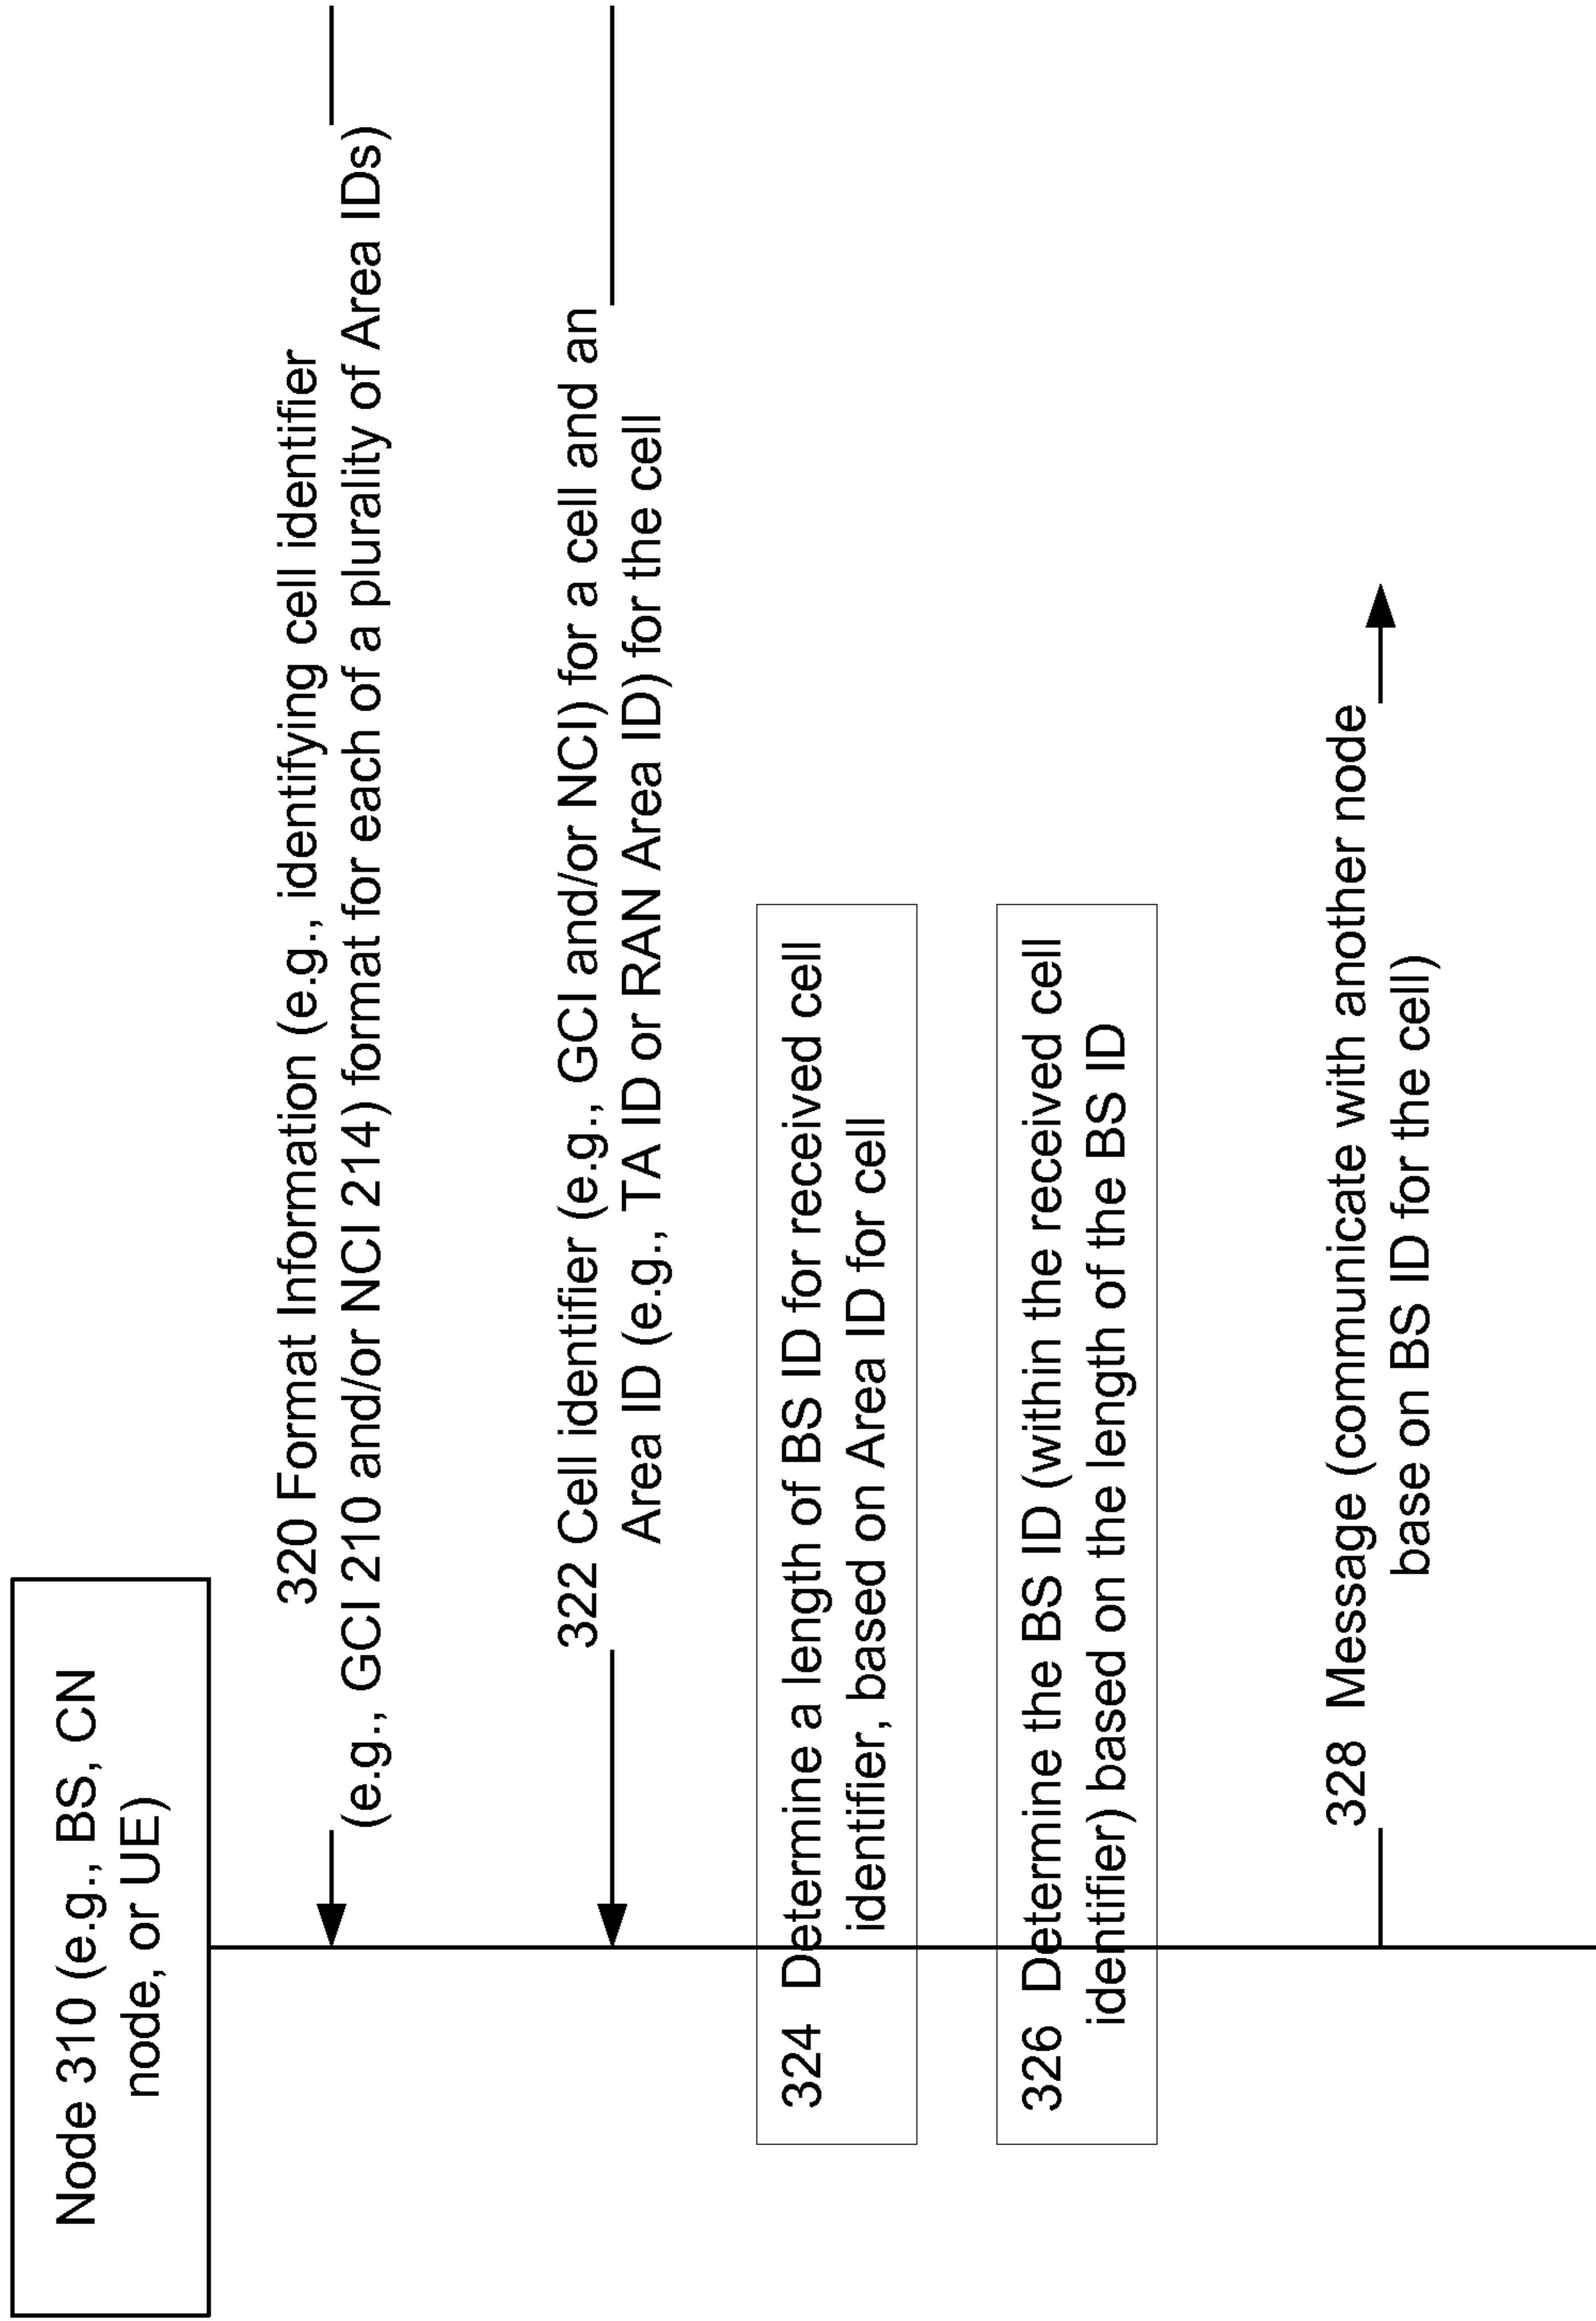 Node 310 (e.g., BS, CN
node, or UE)
320 Format Information (e.g., identifying cell identifier
(e.g., GCI 210 and/or NCI 214) format for each of a plurality of Area IDs)
322 Cell identifier (e.g., GCI and/or NCI) for a cell and an
Area ID (e.g., TA ID or RAN Area ID) for the cell
324 Determine a length of BS ID for received cell
identifier, based on Area ID for cell
326 Determine the BS ID (within the received cell
identifier) based on the length of the BS ID
328 Message (communicate with another node
base on BS ID for the cell)